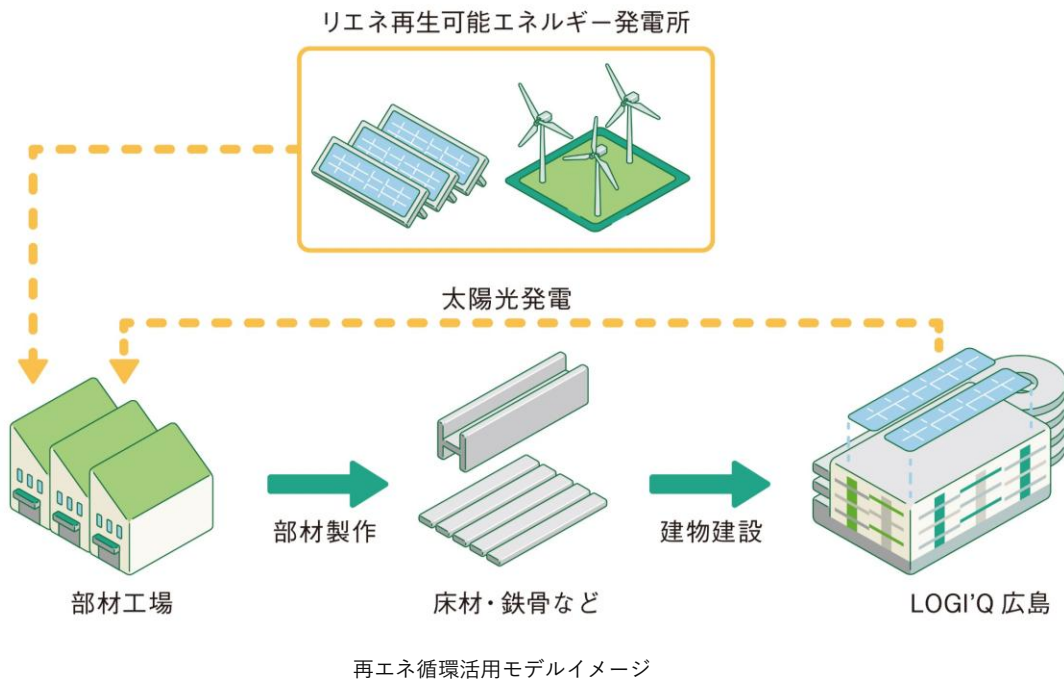 リエネ再生可能エネルギー発電所
太陽光発電
部材製作
建物建設
部材工場
床材・鉄骨など
LOGI'Q 広島
再エネ循環活用モデルイメージ